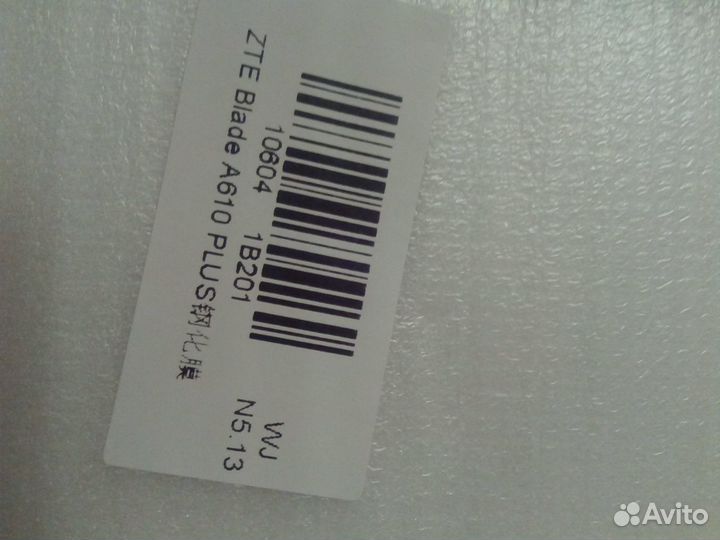 10604 1B201
ZTE Blade A610 PLUS钢化膜
WJ
N5.13
Avito